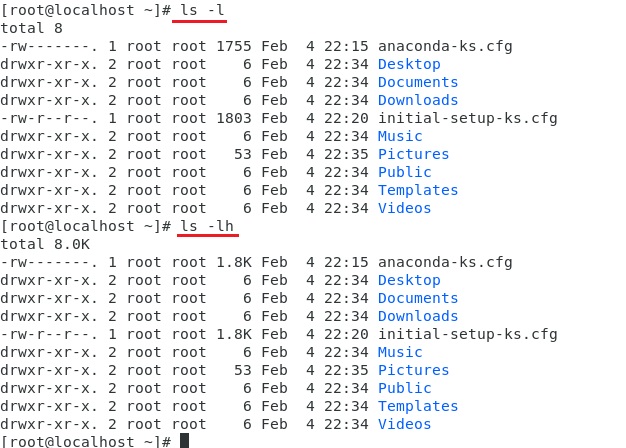 [root@localhost ~]# ls -l
total 8
-rw-------. 1 root root 1755 Feb  4 22:15 anaconda-ks.cfg
drwxr-xr-x. 2 root root    6 Feb  4 22:34 Desktop
drwxr-xr-x. 2 root root    6 Feb  4 22:34 Documents
drwxr-xr-x. 2 root root    6 Feb  4 22:34 Downloads
-rw-r--r--. 1 root root 1803 Feb  4 22:20 initial-setup-ks.cfg
drwxr-xr-x. 2 root root    6 Feb  4 22:34 Music
drwxr-xr-x. 2 root root   53 Feb  4 22:35 Pictures
drwxr-xr-x. 2 root root    6 Feb  4 22:34 Public
drwxr-xr-x. 2 root root    6 Feb  4 22:34 Templates
drwxr-xr-x. 2 root root    6 Feb  4 22:34 Videos
[root@localhost ~]# ls -lh
total 8.0K
-rw-------. 1 root root 1.8K Feb  4 22:15 anaconda-ks.cfg
drwxr-xr-x. 2 root root    6 Feb  4 22:34 Desktop
drwxr-xr-x. 2 root root    6 Feb  4 22:34 Documents
drwxr-xr-x. 2 root root    6 Feb  4 22:34 Downloads
-rw-r--r--. 1 root root 1.8K Feb  4 22:20 initial-setup-ks.cfg
drwxr-xr-x. 2 root root    6 Feb  4 22:34 Music
drwxr-xr-x. 2 root root   53 Feb  4 22:35 Pictures
drwxr-xr-x. 2 root root    6 Feb  4 22:34 Public
drwxr-xr-x. 2 root root    6 Feb  4 22:34 Templates
drwxr-xr-x. 2 root root    6 Feb  4 22:34 Videos
[root@localhost ~]#